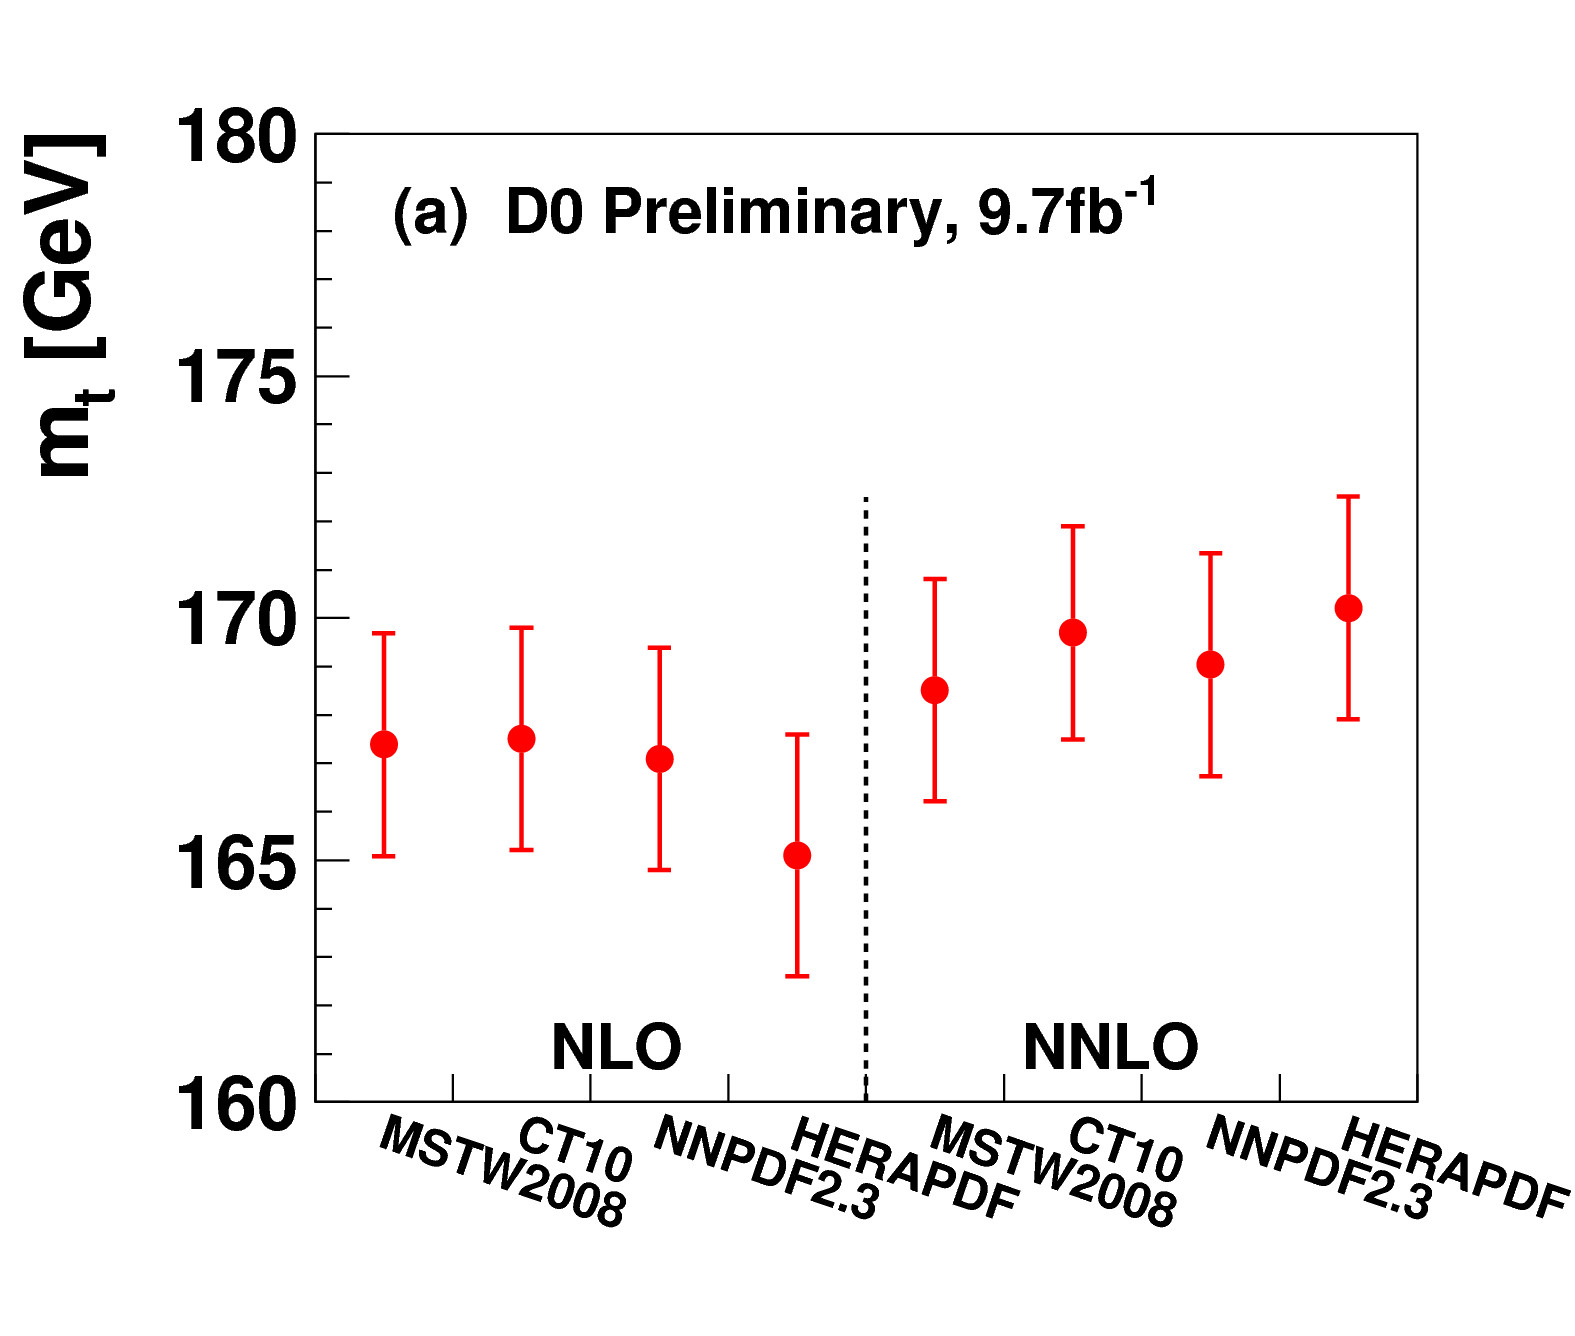 180
(a) D0 Preliminary, 9.7fb⁻¹
mₜ [GeV]
175
170
165
NLO
NNLO
160
MSTW2008
CT10
NNPDF2.3
HERAPDF
MSTW2008
CT10
NNPDF2.3
HERAPDF